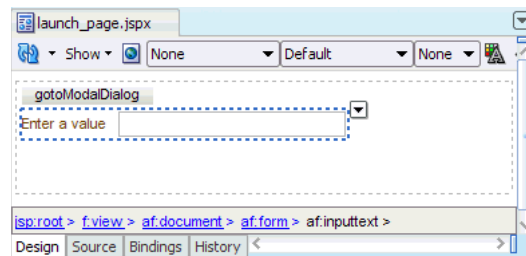 launch_page.jspx
Show None Default None
gotoModalDialog
Enter a value
jsp:root > f:view > af:document > af:form > af:inputtext >
Design Source Bindings History